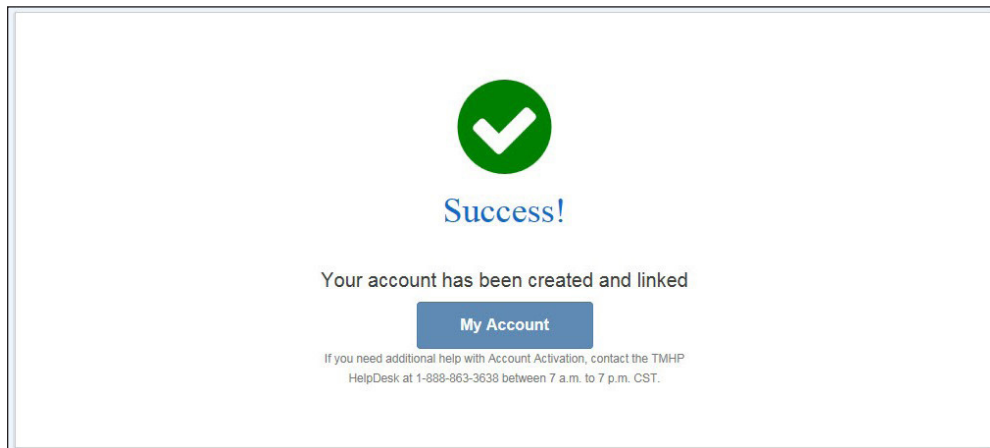 Success!
Your account has been created and linked
My Account
If you need additional help with Account Activation, contact the TMHP
HelpDesk at 1-888-863-3638 between 7 a.m. to 7 p.m. CST.